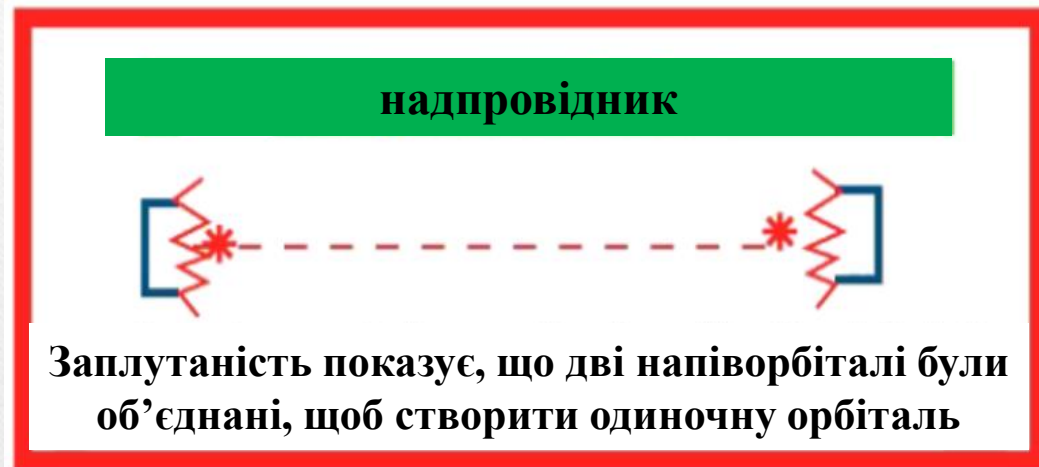 надпровідник
Заплутаність показує, що дві напіворбіталі були
об’єднані, щоб створити одиночну орбіталь